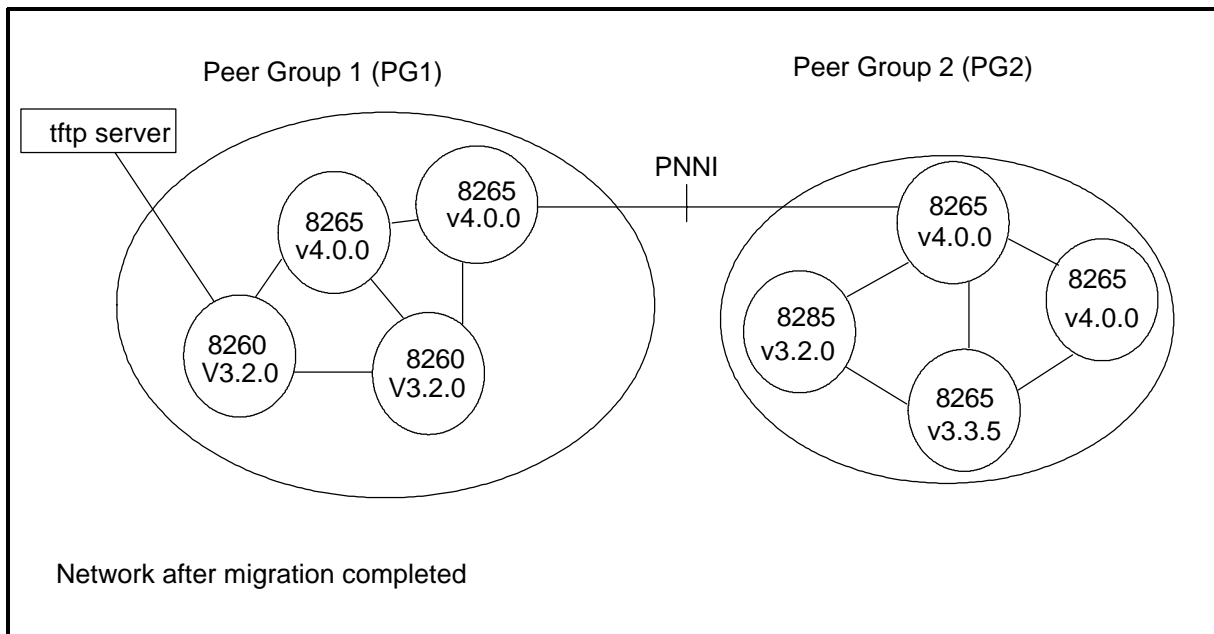 Peer Group 1 (PG1)
Peer Group 2 (PG2)
tftp server
PNNI
8265
v4.0.0
8265
v4.0.0
8260
V3.2.0
8260
V3.2.0
8265
v4.0.0
8265
v4.0.0
8285
v3.2.0
8265
v3.3.5
Network after migration completed